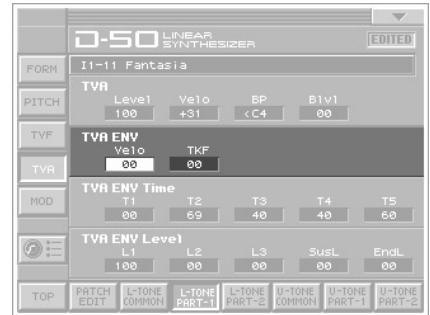 D-50 LINEAR SYNTHESIZER EDITED
FORM
I1-11 Fantasia
PITCH
TVA
Level Velo BP Blvl
100 +31 <C4 00
TYF
TVA ENV
Velo TKF
00 00
TVA
TVA ENV Time
T1 T2 T3 T4 T5
00 69 40 40 60
MOD
TVA ENV Level
L1 L2 L3 SusL EndL
100 00 00 00 00
TOP
PATCH EDIT
L-TONE COMMON
L-TONE PART-1
L-TONE PART-2
U-TONE COMMON
U-TONE PART-1
U-TONE PART-2